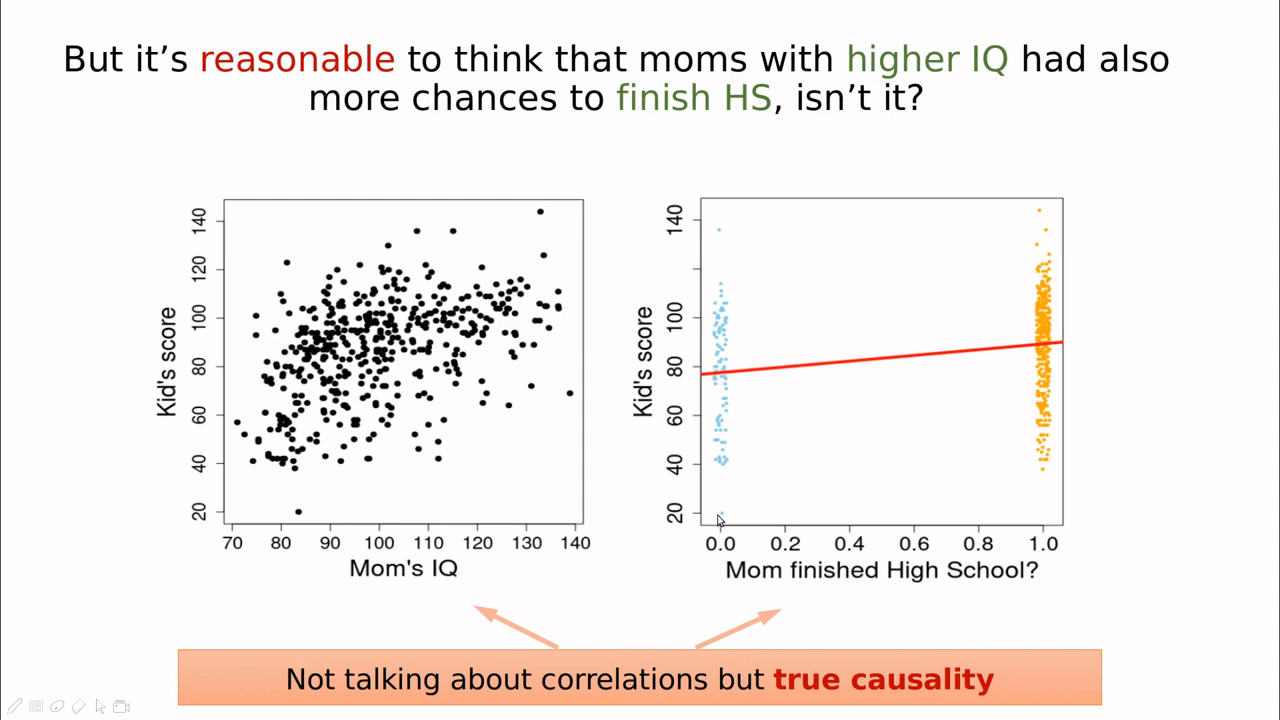 But it’s reasonable to think that moms with higher IQ had also
more chances to finish HS, isn’t it?
Kid's score
20
40
60
80
100
120
140
70 80 90 100 110 120 130 140
Mom's IQ
Kid's score
20
40
60
80
100
140
0.0 0.2 0.4 0.6 0.8 1.0
Mom finished High School?
Not talking about correlations but true causality